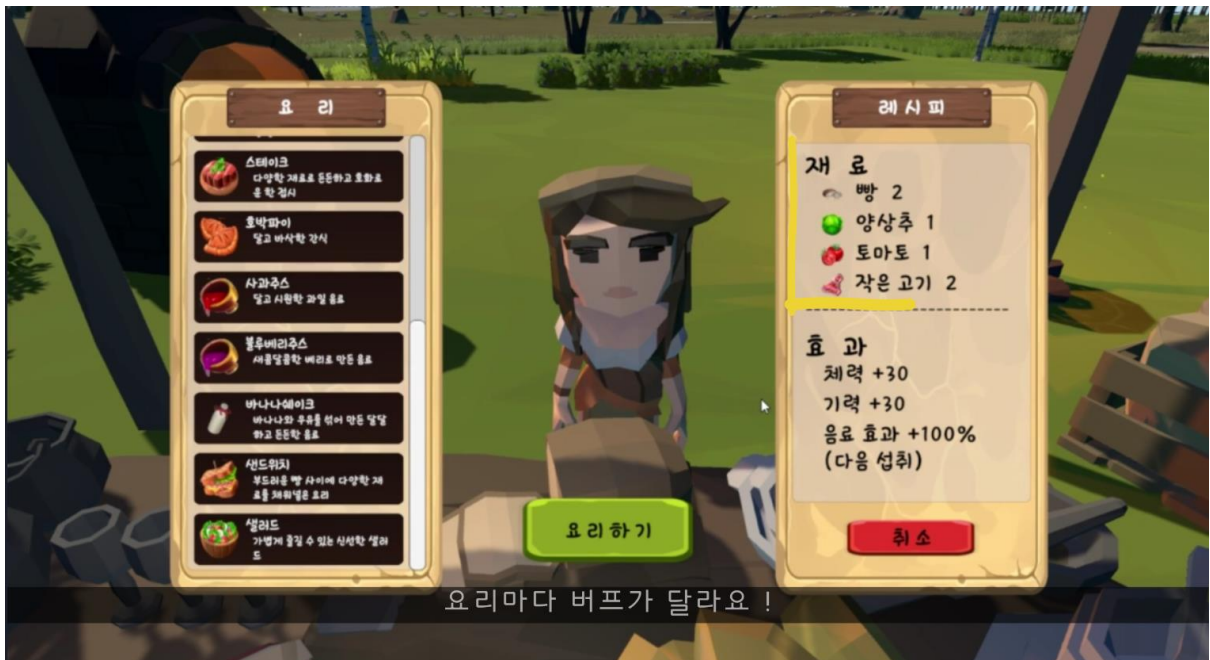 요 리
스테이크
다양한 재료로 든든하고 호화로
운 한 접시
호박파이
달고 바삭한 간식
사과주스
달고 시원한 과일 음료
블루베리주스
새콤달콤한 베리로 만든 음료
바나나쉐이크
바나나와 우유를 섞어 만든 달달
하고 든든한 음료
샌드위치
부드러운 빵 사이에 다양한 재
료를 채워넣은 요리
샐러드
가볍게 즐길 수 있는 신선한 샐러
드
요리하기
레시피
재 료
빵 2
양상추 1
토마토 1
작은 고기 2
효 과
체력 +30
기력 +30
음료 효과 +100%
(다음 섭취)
취소
요리마다 버프가 달라요 !